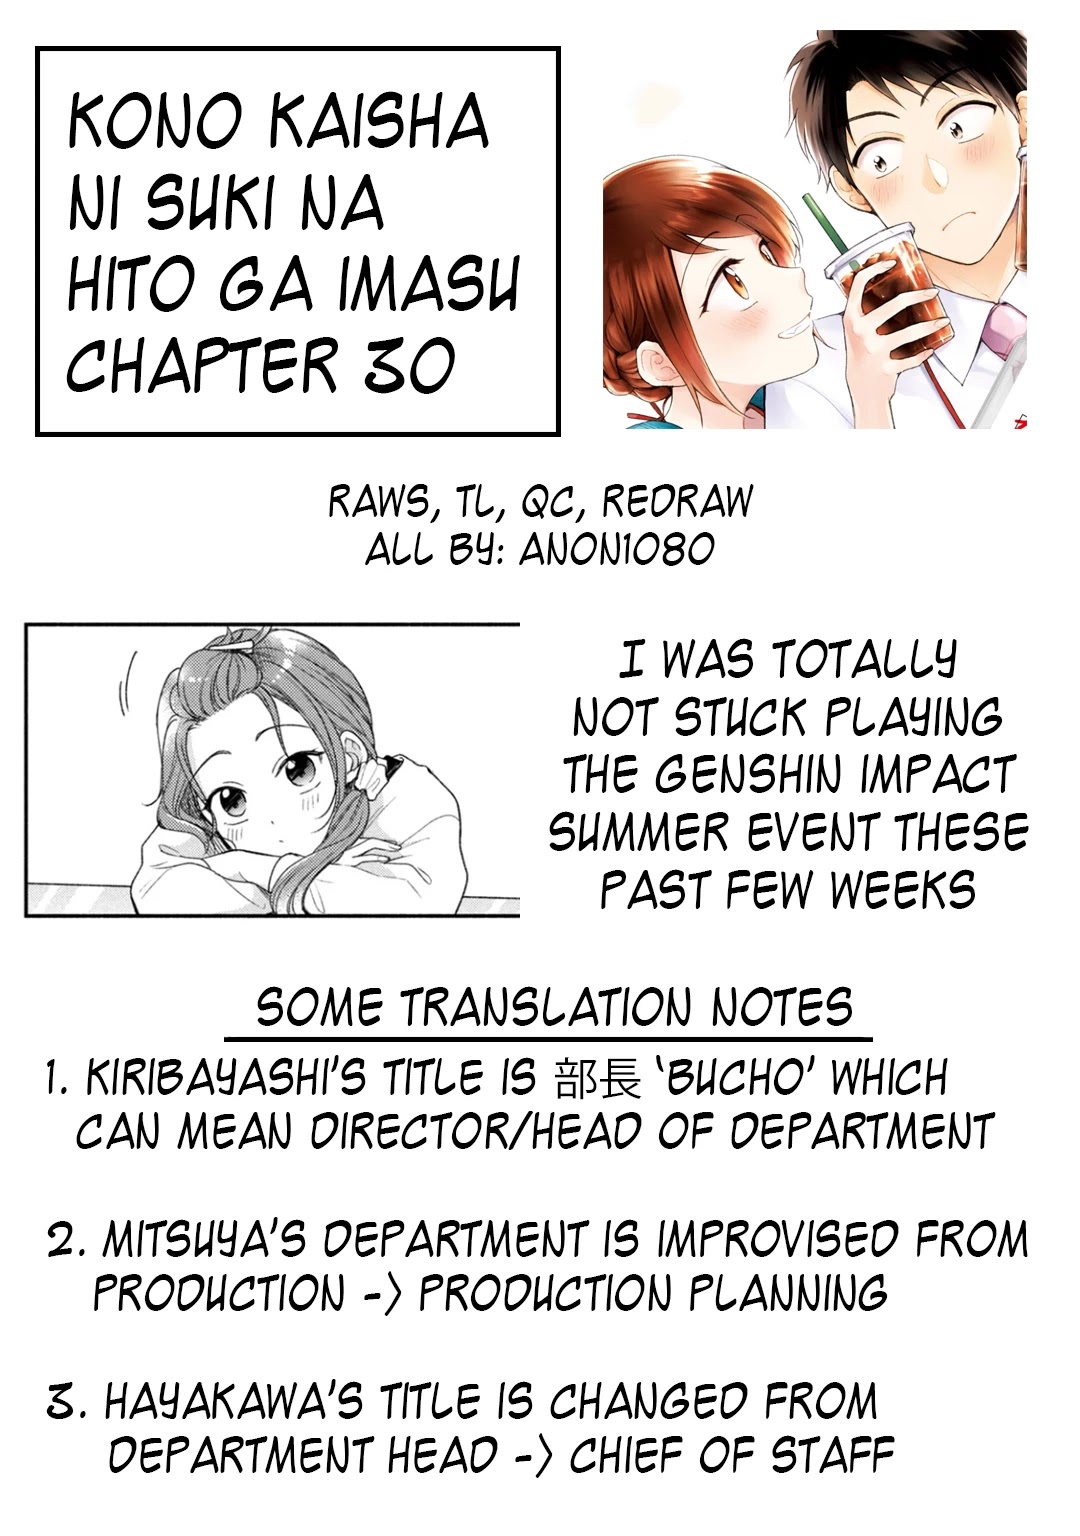 KONO KAISHA
NI SUKI NA
HITO GA IMASU
CHAPTER 30
RAWS, TL, QC, REDRAW
ALL BY: ANON1080
I WAS TOTALLY
NOT STUCK PLAYING
THE GENSHIN IMPACT
SUMMER EVENT THESE
PAST FEW WEEKS
SOME TRANSLATION NOTES
1. KIRIBAYASHI'S TITLE IS 部長 'BUCHO' WHICH
CAN MEAN DIRECTOR/HEAD OF DEPARTMENT
2. MITSUYA'S DEPARTMENT IS IMPROVISED FROM
PRODUCTION -> PRODUCTION PLANNING
3. HAYAKAWA'S TITLE IS CHANGED FROM
DEPARTMENT HEAD -> CHIEF OF STAFF